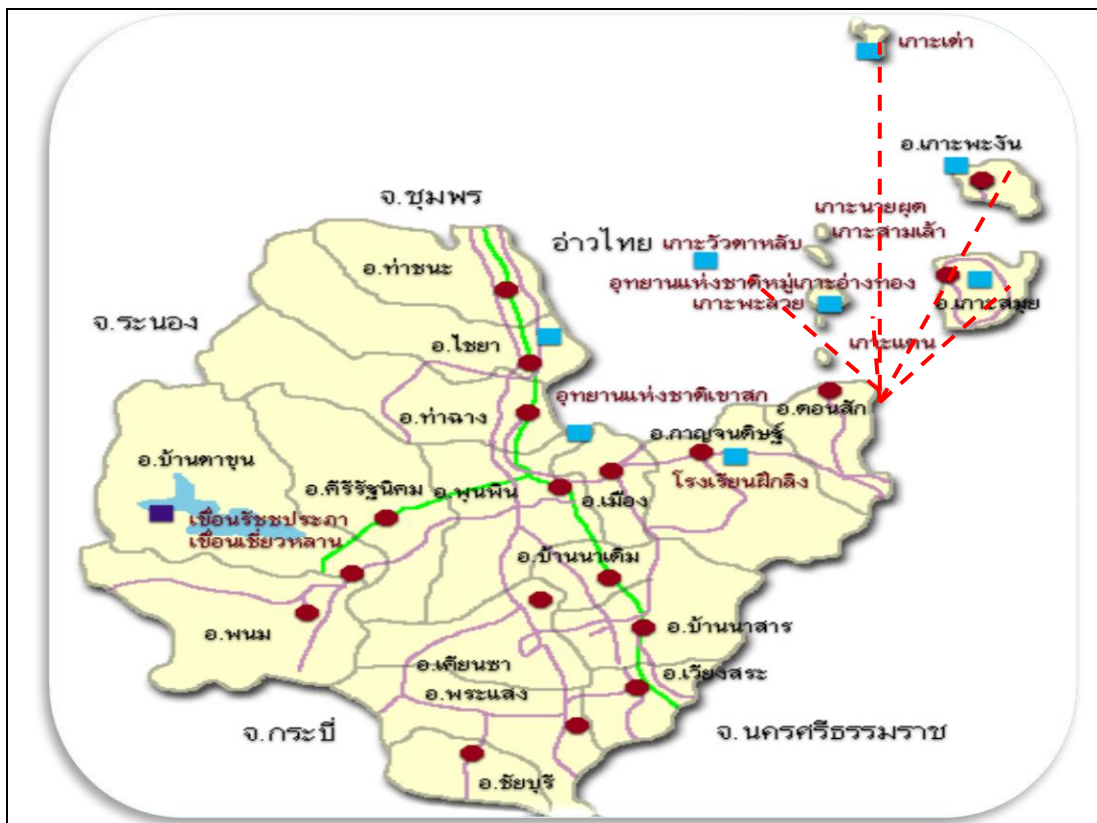 เกาะเต่า
อ.เกาะพะงัน
จ.ชุมพร
เกาะนายผุด
เกาะสามเส้า
อ่าวไทย
เกาะวัวตาหลับ
อ.ท่าชนะ
อุทยานแห่งชาติหมู่เกาะอ่างทอง
เกาะพะลวย
อ.เกาะสมุย
จ.ระนอง
อ.ไชยา
เกาะแตน
อุทยานแห่งชาติเขาสก
อ.ท่าฉาง
อ.ดอนสัก
อ.กาญจนดิษฐ์
อ.บ้านตาขุน
อ.คีรีรัฐนิคม
อ.พุนพิน
อ.เมือง
โรงเรียนฝึกลิง
เขื่อนรัชชประภา
เขื่อนเชี่ยวหลาน
อ.บ้านนาเดิม
อ.พนม
อ.บ้านนาสาร
อ.เคียนซา
อ.เวียงสระ
อ.พระแสง
จ.กระบี่
จ.นครศรีธรรมราช
อ.ชัยบุรี